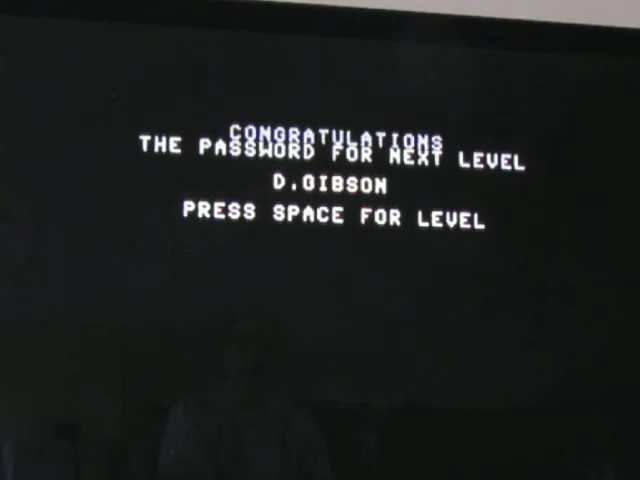 CONGRATULATIONS
THE PASSWORD FOR NEXT LEVEL
D.GIBSON
PRESS SPACE FOR LEVEL